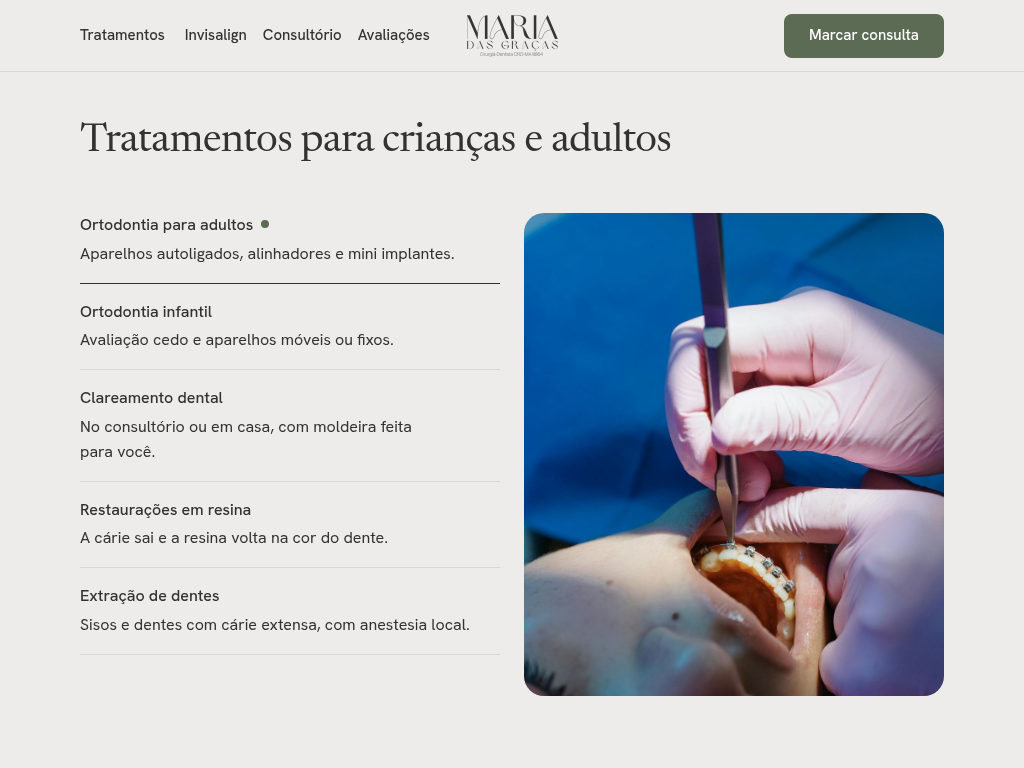 Tratamentos Invisalign Consultório Avaliações
MARIA
DAS GRAÇAS
Marcar consulta
Tratamentos para crianças e adultos
Ortodontia para adultos
Aparelhos autoligados, alinhadores e mini implantes.
Ortodontia infantil
Avaliação cedo e aparelhos móveis ou fixos.
Clareamento dental
No consultório ou em casa, com moldeira feita
para você.
Restaurações em resina
A cárie sai e a resina volta na cor do dente.
Extração de dentes
Sisos e dentes com cárie extensa, com anestesia local.